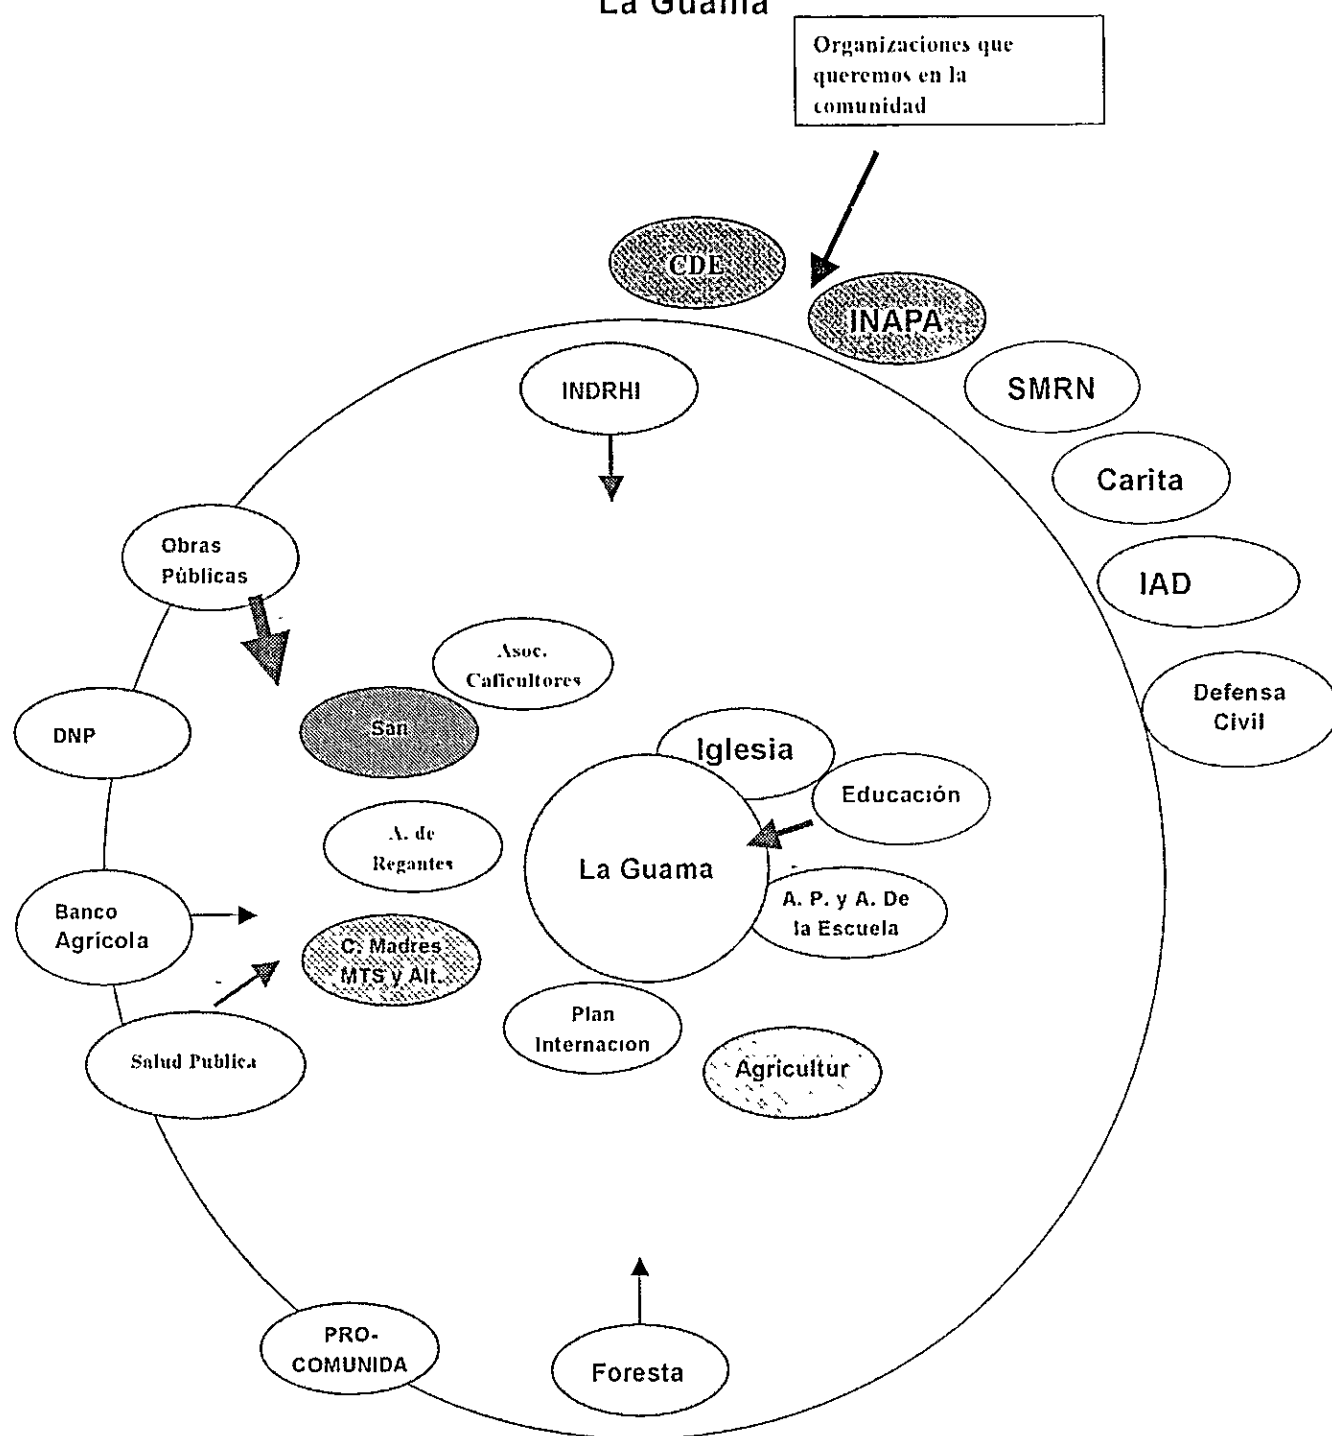 La Guama
Organizaciones que
queremos en la
comunidad
CDE
INAPA
INDRHI
SMRN
Carita
Obras
Públicas
IAD
Asoc.
Caficultores
Defensa
Civil
DNP
San
Iglesia
Educación
A. de
Regantes
La Guama
A. P. y A. De
la Escuela
Banco
Agrícola
C. Madres
MTS y Alt.
Plan
Internacion
Salud Publica
Agricultur
PRO-
COMUNIDA
Foresta